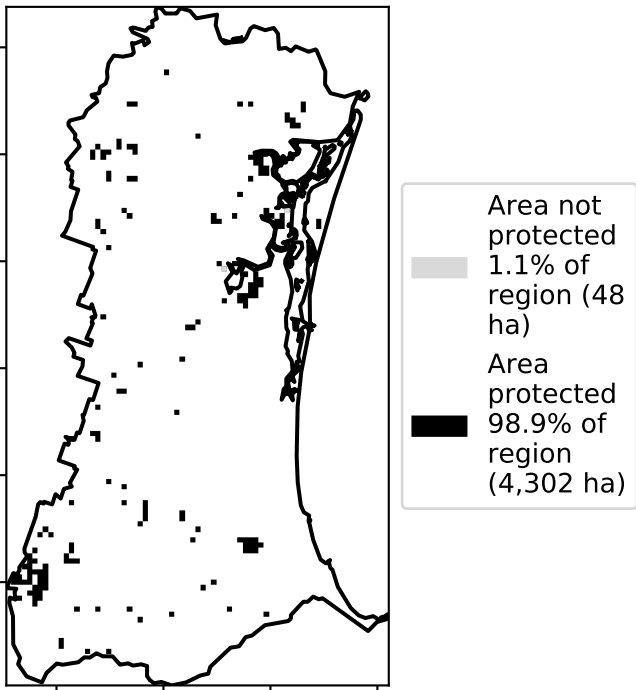 Area not
protected
1.1% of
region (48
ha)
Area
protected
98.9% of
region
(4,302 ha)